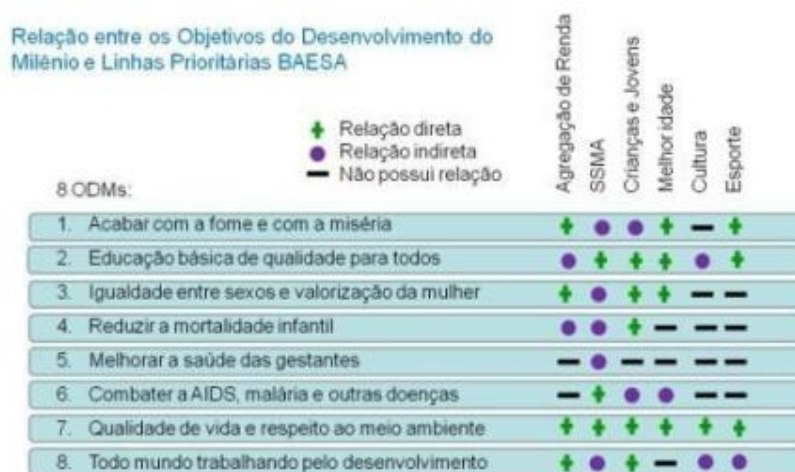 Relação entre os Objetivos do Desenvolvimento do
Milênio e Linhas Prioritárias BAESA
Relação direta
Relação indireta
Não possui relação
Agregação de Renda
SSMA
Crianças e Jovens
Melhor idade
Cultura
Esporte
8 ODMs:
1. Acabar com a fome e com a miséria
2. Educação básica de qualidade para todos
3. Igualdade entre sexos e valorização da mulher
4. Reduzir a mortalidade infantil
5. Melhorar a saúde das gestantes
6. Combater a AIDS, malária e outras doenças
7. Qualidade de vida e respeito ao meio ambiente
8. Todo mundo trabalhando pelo desenvolvimento